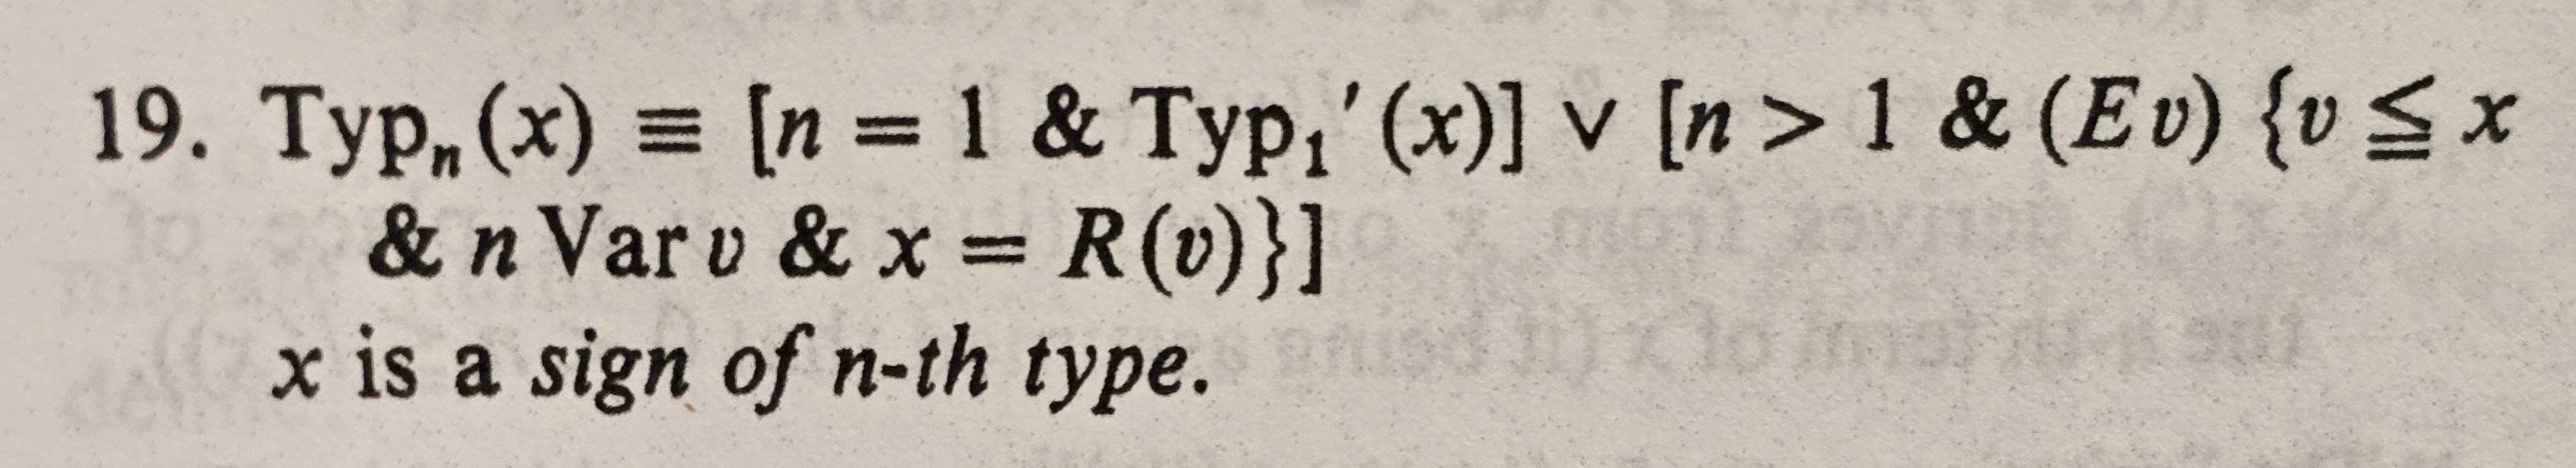 19. Typₙ(x) ≡ [n = 1 & Typ₁′(x)] ∨ [n > 1 & (Ev) {v ≦ x
& n Var v & x = R(v)}]
x is a sign of n-th type.